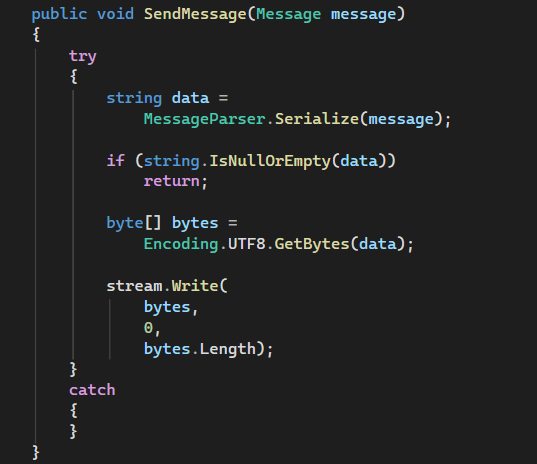 public void SendMessage(Message message)
{
    try
    {
        string data =
            MessageParser.Serialize(message);

        if (string.IsNullOrEmpty(data))
            return;

        byte[] bytes =
            Encoding.UTF8.GetBytes(data);

        stream.Write(
            bytes,
            0,
            bytes.Length);
    }
    catch
    {
    }
}